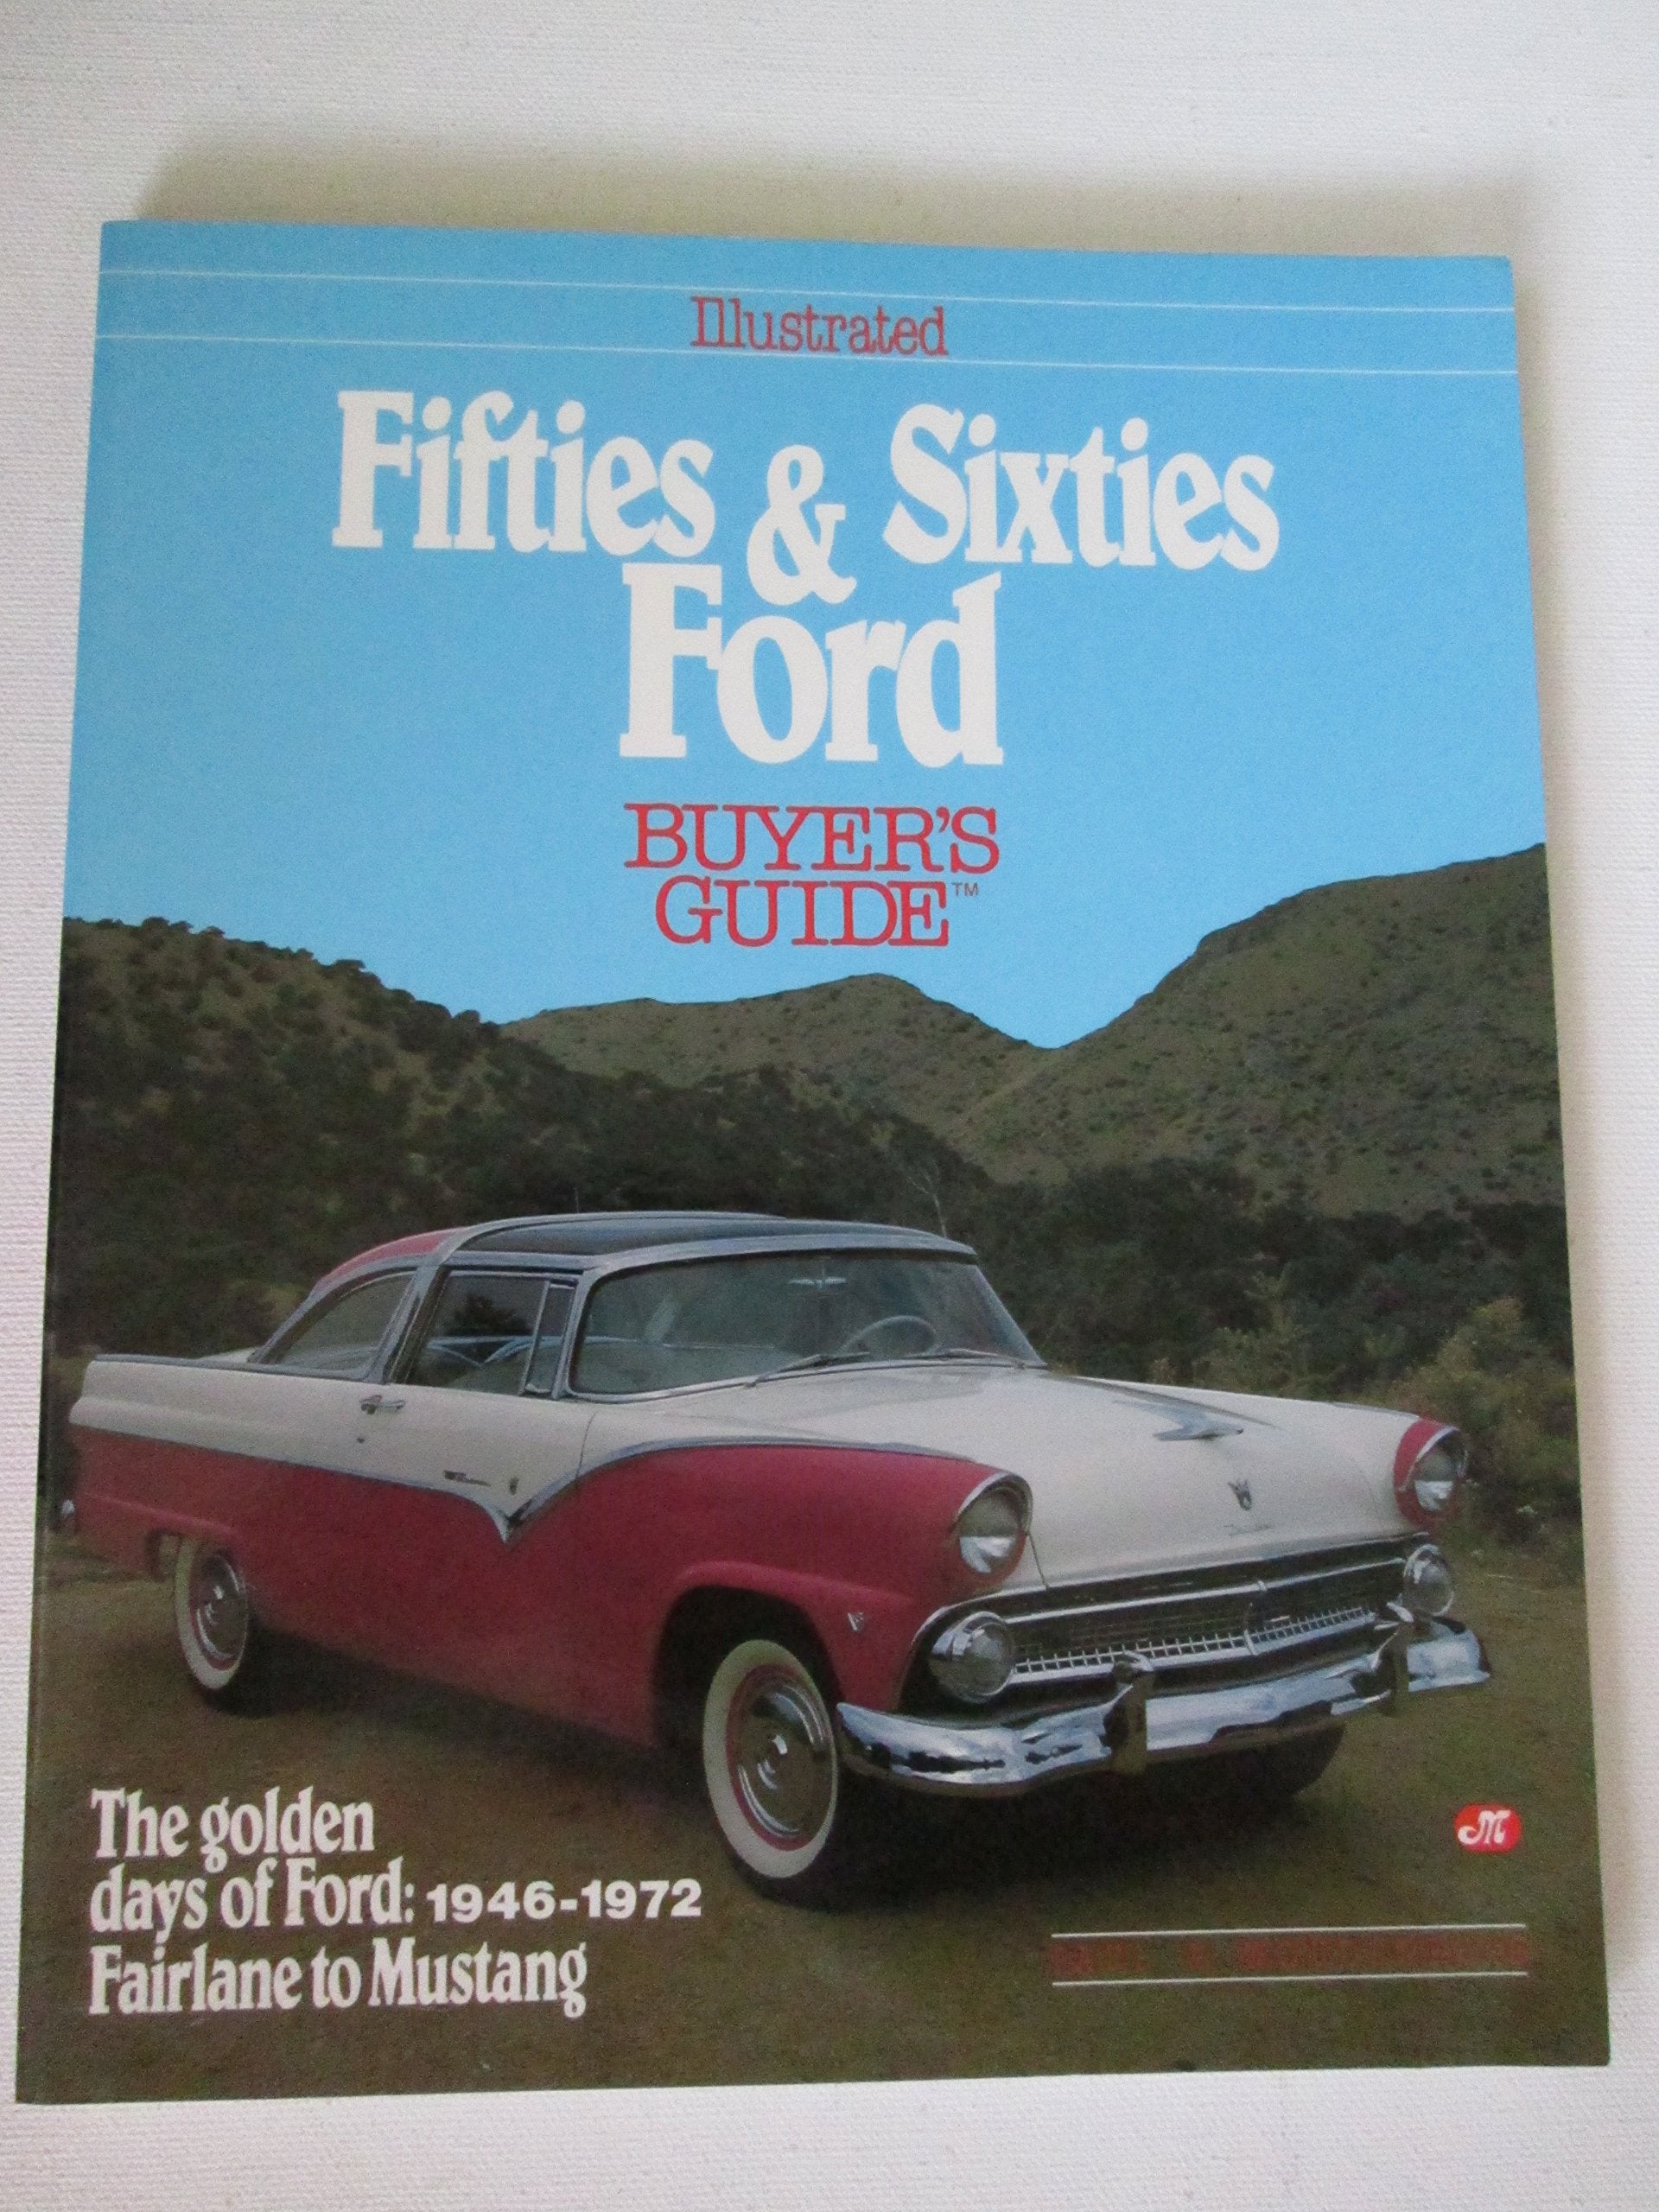 Illustrated
Fifties & Sixties
Ford
BUYER'S
GUIDE™
The golden
days of Ford: 1946-1972
Fairlane to Mustang
M